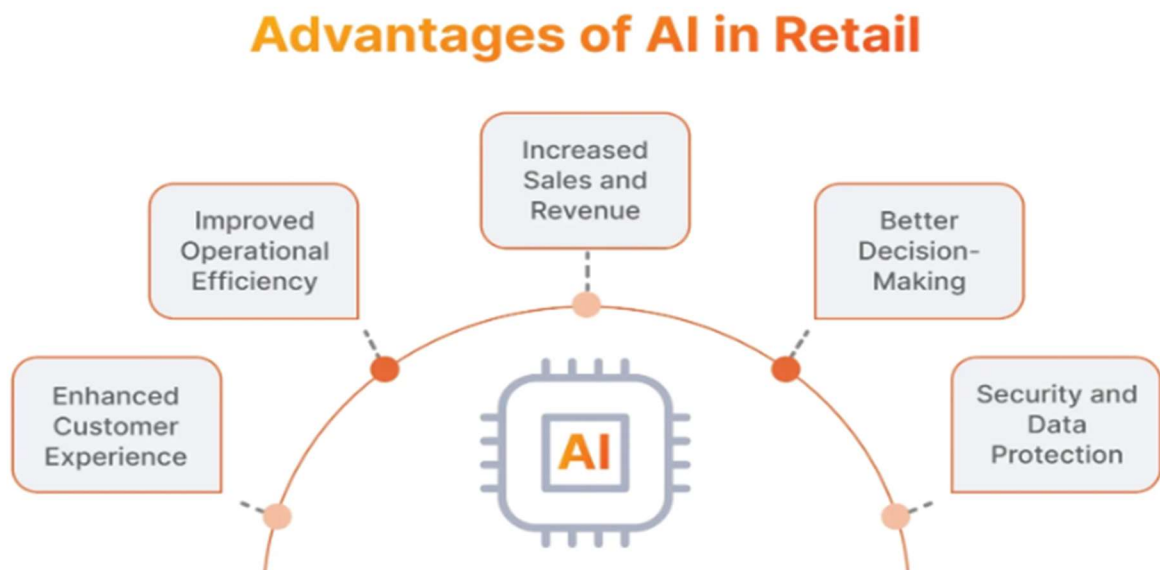 Advantages of AI in Retail
Increased
Sales and
Revenue
Improved
Operational
Efficiency
Better
Decision-
Making
Enhanced
Customer
Experience
Security and
Data
Protection
AI